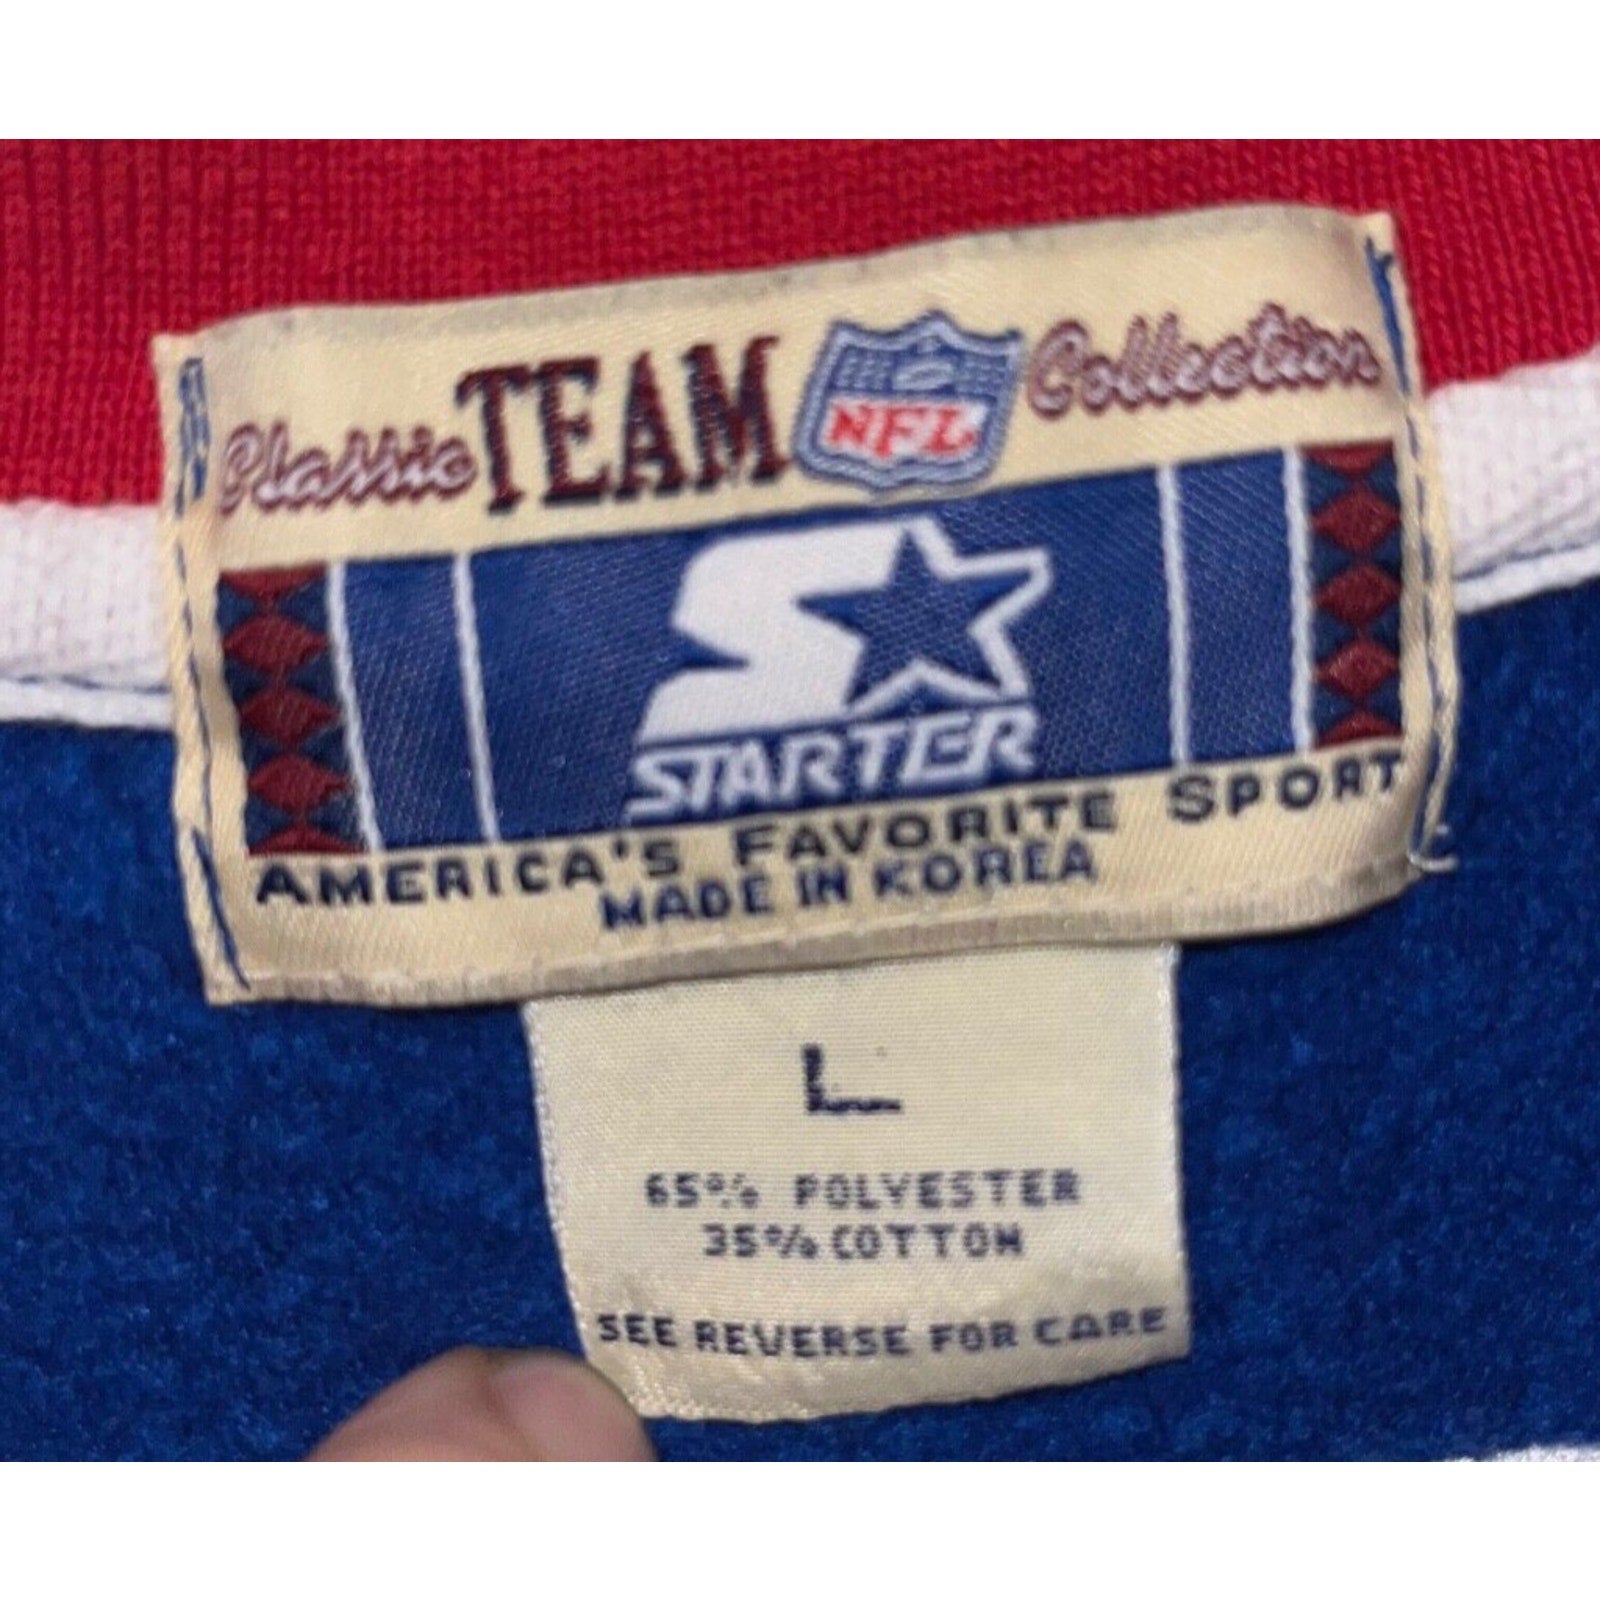 Classic TEAM NFL Collection
STARTER
AMERICA'S FAVORITE SPORT
MADE IN KOREA
L
65% POLYESTER
35% COTTON
SEE REVERSE FOR CARE